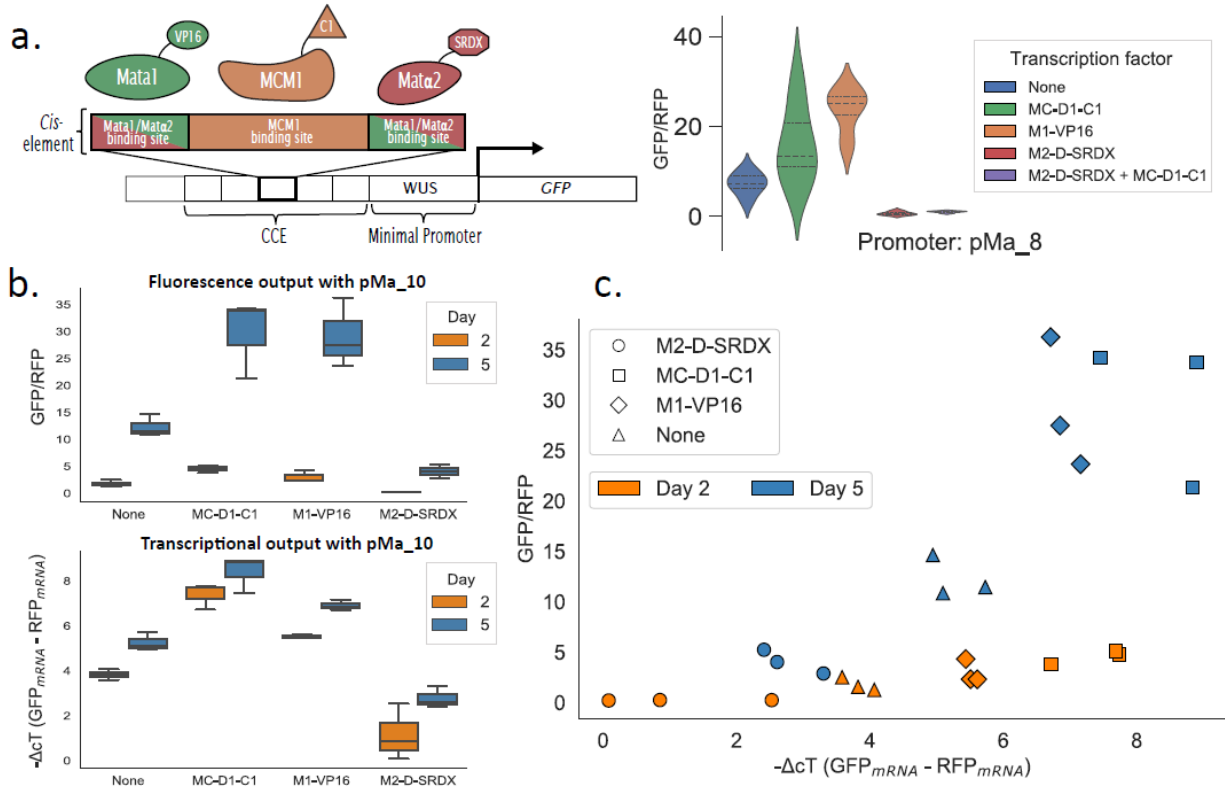 a.
VP16
C1
SRDX
Mata1
MCM1
Matα2
Cis-
element
Mata1/Matα2
binding site
MCM1
binding site
Mata1/Matα2
binding site
WUS
GFP
CCE
Minimal Promoter
40
20
0
GFP/RFP
Transcription factor
None
MC-D1-C1
M1-VP16
M2-D-SRDX
M2-D-SRDX + MC-D1-C1
Promoter: pMa_8
b.
Fluorescence output with pMa_10
35
30
25
20
15
10
5
0
GFP/RFP
Day
2
5
None
MC-D1-C1
M1-VP16
M2-D-SRDX
Transcriptional output with pMa_10
8
6
4
2
0
-ΔcT (GFPmRNA - RFPmRNA)
Day
2
5
None
MC-D1-C1
M1-VP16
M2-D-SRDX
c.
35
30
25
20
15
10
5
0
GFP/RFP
M2-D-SRDX
MC-D1-C1
M1-VP16
None
Day 2
Day 5
0
2
4
6
8
-ΔcT (GFPmRNA - RFPmRNA)